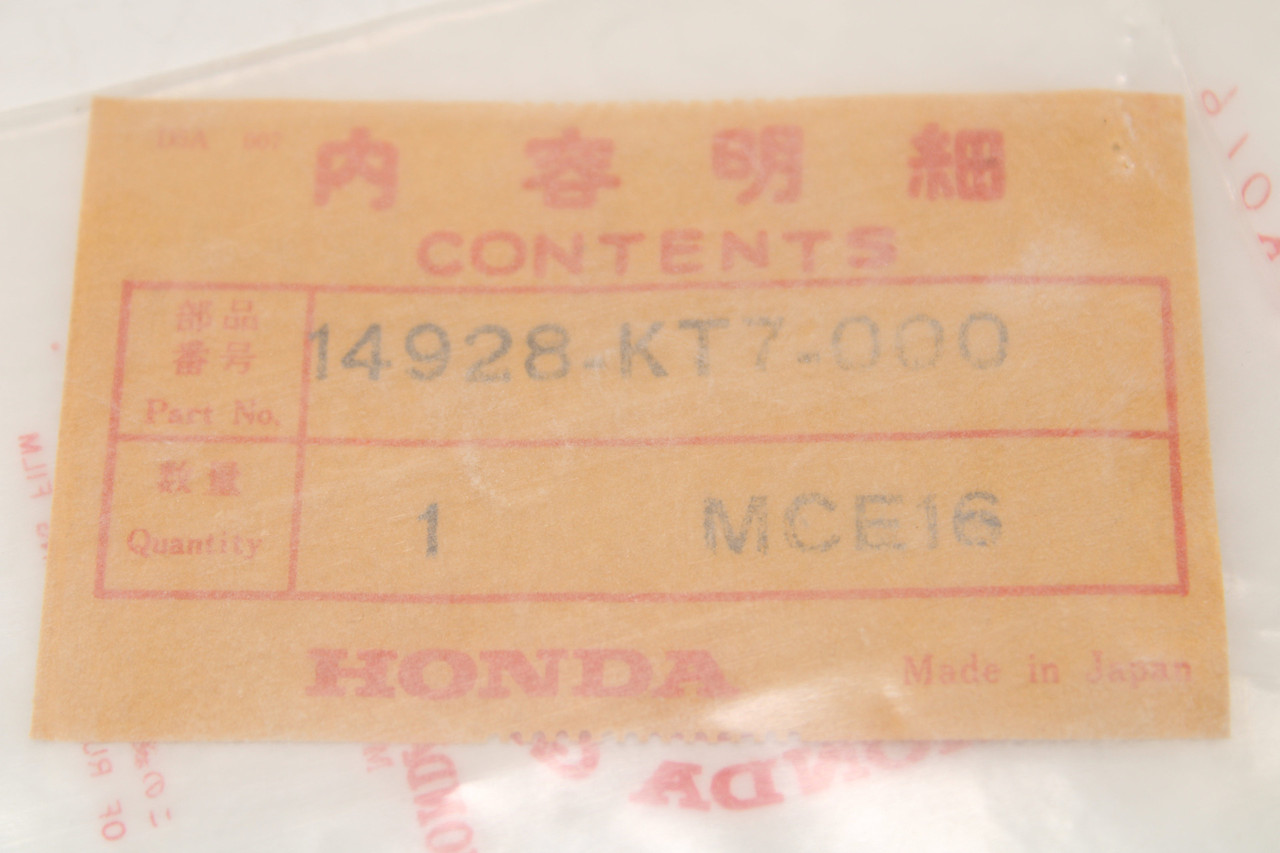 内容明細
CONTENTS
部品
番号
Part No.
14928-KT7-000
数量
Quantity
1 MCE16
HONDA
Made in Japan
HONDA